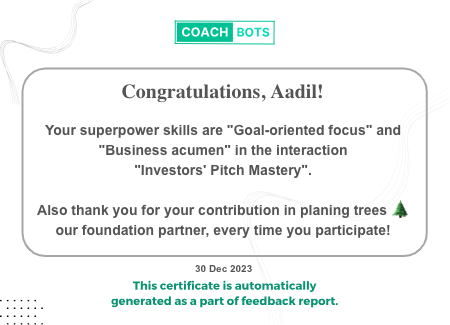 COACH BOTS
Congratulations, Aadil!
Your superpower skills are "Goal-oriented focus" and
"Business acumen" in the interaction
"Investors' Pitch Mastery".
Also thank you for your contribution in planing trees 🌲
our foundation partner, every time you participate!
30 Dec 2023
This certificate is automatically
generated as a part of feedback report.